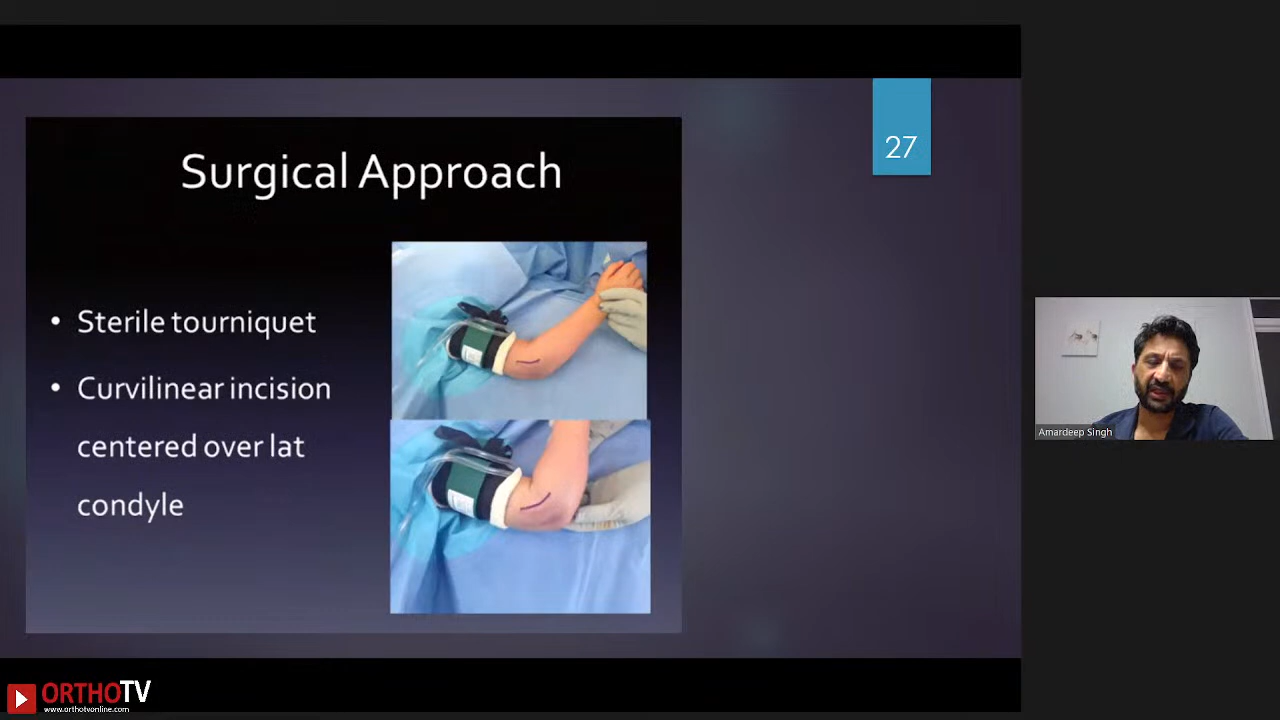 27
Surgical Approach
• Sterile tourniquet
• Curvilinear incision
centered over lat
condyle
Amardeep Singh
ORTHOTV
www.orthotvonline.com